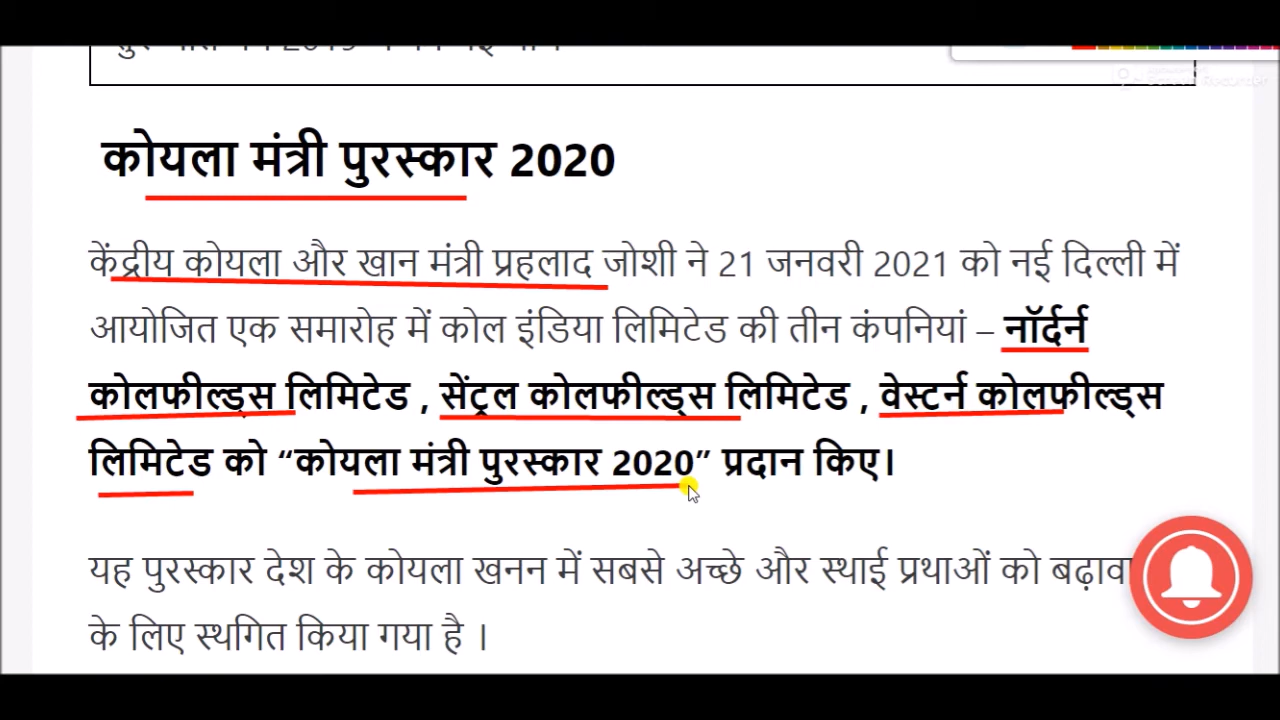 कोयला मंत्री पुरस्कार 2020
केंद्रीय कोयला और खान मंत्री प्रहलाद जोशी ने 21 जनवरी 2021 को नई दिल्ली में
आयोजित एक समारोह में कोल इंडिया लिमिटेड की तीन कंपनियां – नॉर्दर्न
कोलफील्ड्स लिमिटेड , सेंट्रल कोलफील्ड्स लिमिटेड , वेस्टर्न कोलफील्ड्स
लिमिटेड को “कोयला मंत्री पुरस्कार 2020” प्रदान किए।
यह पुरस्कार देश के कोयला खनन में सबसे अच्छे और स्थाई प्रथाओं को
के लिए स्थगित किया गया है ।